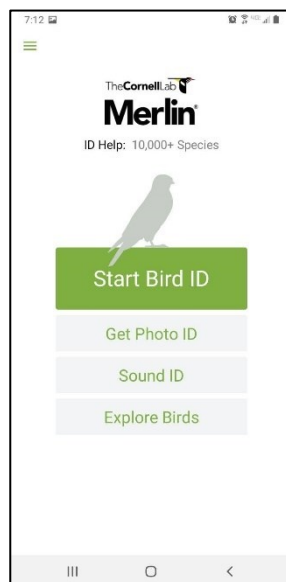 7:12
TheCornellLab
Merlin®
ID Help: 10,000+ Species
Start Bird ID
Get Photo ID
Sound ID
Explore Birds